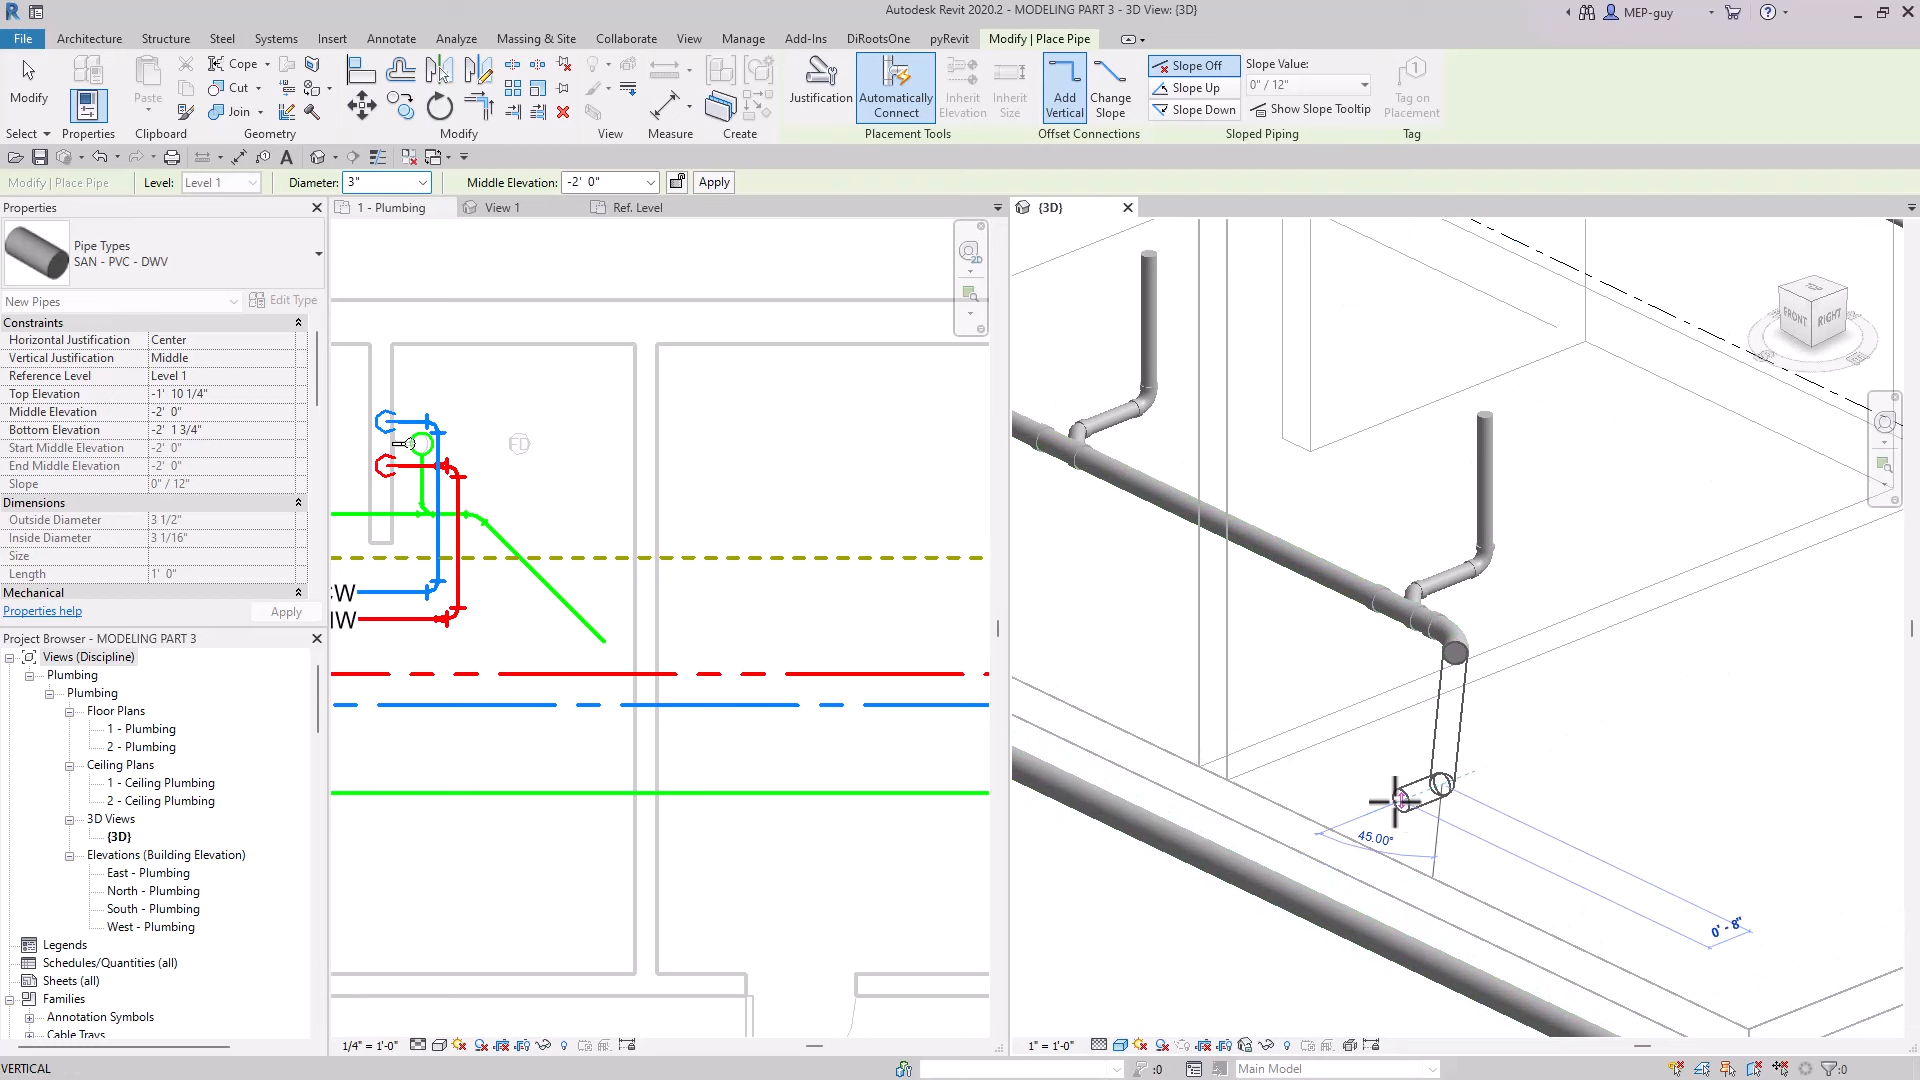 Autodesk Revit 2020.2 - MODELING PART 3 - 3D View: {3D}
MEP-guy
File Architecture Structure Steel Systems Insert Annotate Analyze Massing & Site Collaborate View Manage Add-Ins DiRootsOne pyRevit Modify | Place Pipe
Modify
Paste
Cope
Cut
Join
Justification
Automatically Connect
Inherit Elevation
Inherit Size
Add Vertical
Change Slope
Slope Off
Slope Up
Slope Down
Slope Value:
0" / 12"
Show Slope Tooltip
Tag on Placement
Select Properties Clipboard Geometry Modify View Measure Create Placement Tools Offset Connections Sloped Piping Tag
Modify | Place Pipe Level: Level 1 Diameter: 3" Middle Elevation: -2' 0" Apply
Properties
1 - Plumbing View 1 Ref. Level {3D}
Pipe Types
SAN - PVC - DWV
New Pipes Edit Type
Constraints
Horizontal Justification Center
Vertical Justification Middle
Reference Level Level 1
Top Elevation -1' 10 1/4"
Middle Elevation -2' 0"
Bottom Elevation -2' 1 3/4"
Start Middle Elevation -2' 0"
End Middle Elevation -2' 0"
Slope 0" / 12"
Dimensions
Outside Diameter 3 1/2"
Inside Diameter 3 1/16"
Size
Length 1' 0"
Mechanical
Properties help Apply
Project Browser - MODELING PART 3
Views (Discipline)
Plumbing
Plumbing
Floor Plans
1 - Plumbing
2 - Plumbing
Ceiling Plans
1 - Ceiling Plumbing
2 - Ceiling Plumbing
3D Views
{3D}
Elevations (Building Elevation)
East - Plumbing
North - Plumbing
South - Plumbing
West - Plumbing
Legends
Schedules/Quantities (all)
Sheets (all)
Families
Annotation Symbols
Cable Trays
2D
FD
TOP
FRONT
RIGHT
45.00°
0' - 8"
1/4" = 1'-0"
1" = 1'-0"
VERTICAL
:0
Main Model
:0